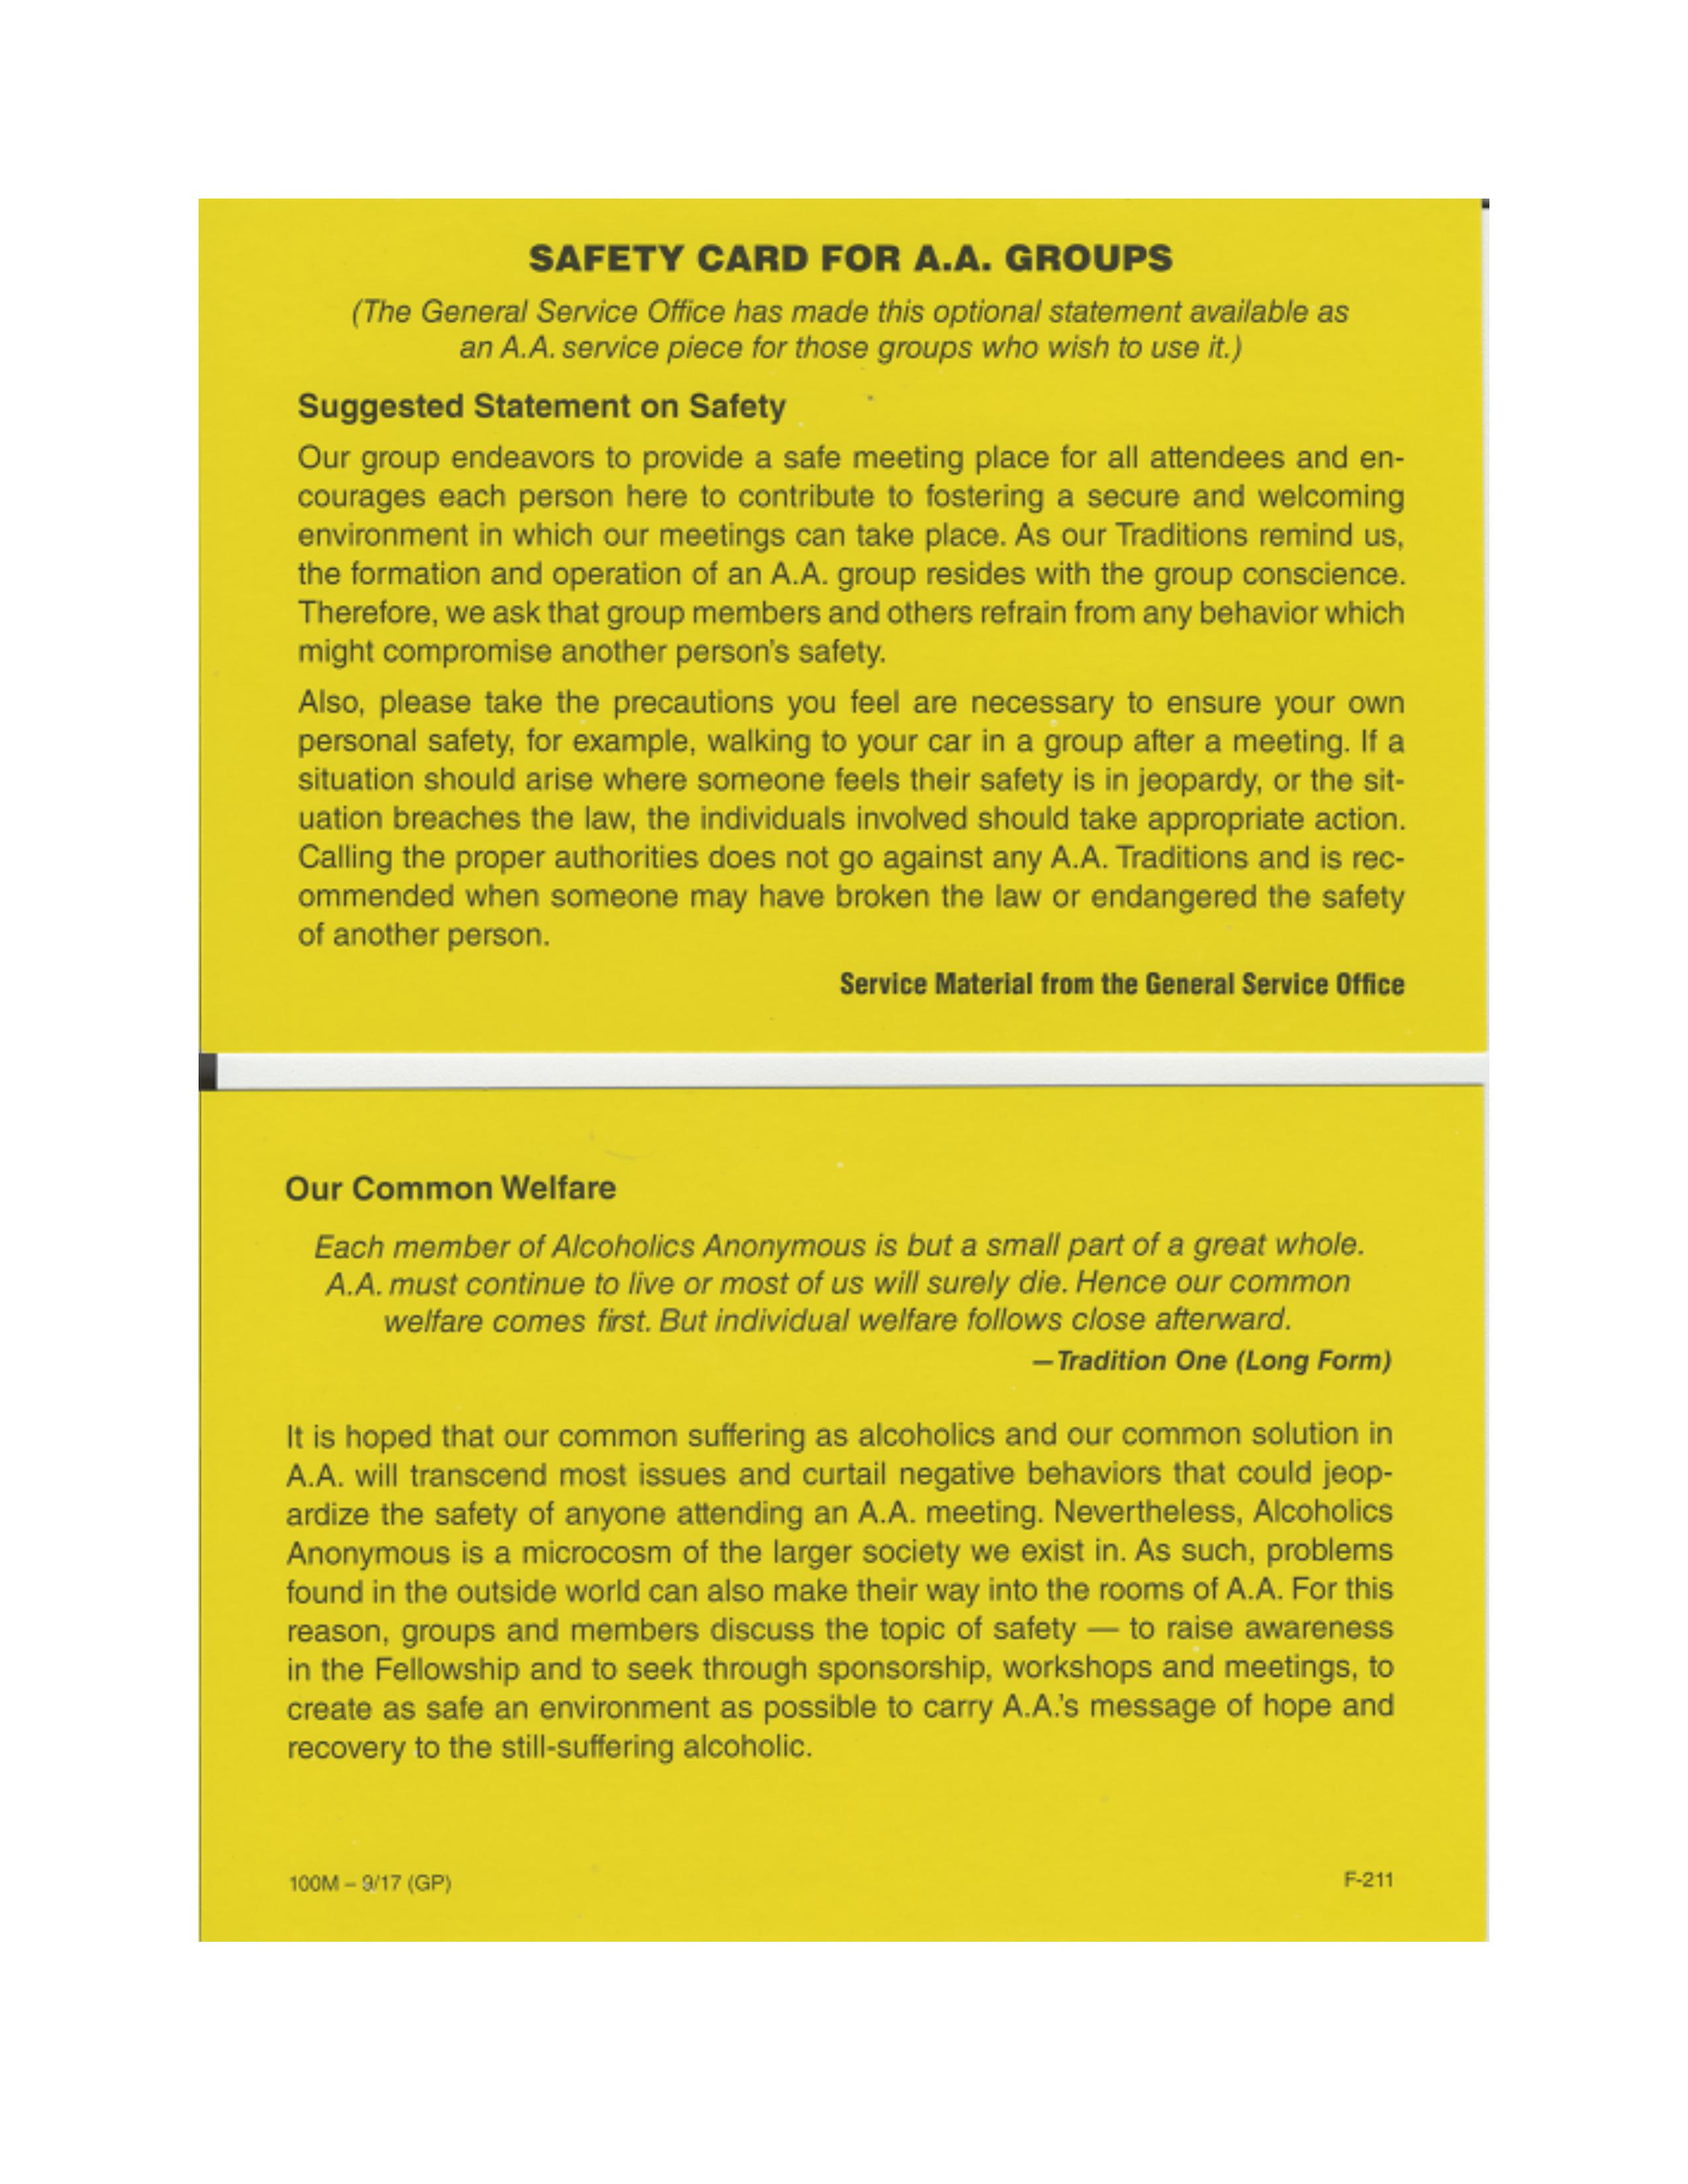 SAFETY CARD FOR A.A. GROUPS
(The General Service Office has made this optional statement available as
an A.A. service piece for those groups who wish to use it.)
Suggested Statement on Safety
Our group endeavors to provide a safe meeting place for all attendees and en-
courages each person here to contribute to fostering a secure and welcoming
environment in which our meetings can take place. As our Traditions remind us,
the formation and operation of an A.A. group resides with the group conscience.
Therefore, we ask that group members and others refrain from any behavior which
might compromise another person's safety.
Also, please take the precautions you feel are necessary to ensure your own
personal safety, for example, walking to your car in a group after a meeting. If a
situation should arise where someone feels their safety is in jeopardy, or the sit-
uation breaches the law, the individuals involved should take appropriate action.
Calling the proper authorities does not go against any A.A. Traditions and is rec-
ommended when someone may have broken the law or endangered the safety
of another person.
Service Material from the General Service Office
Our Common Welfare
Each member of Alcoholics Anonymous is but a small part of a great whole.
A.A. must continue to live or most of us will surely die. Hence our common
welfare comes first. But individual welfare follows close afterward.
—Tradition One (Long Form)
It is hoped that our common suffering as alcoholics and our common solution in
A.A. will transcend most issues and curtail negative behaviors that could jeop-
ardize the safety of anyone attending an A.A. meeting. Nevertheless, Alcoholics
Anonymous is a microcosm of the larger society we exist in. As such, problems
found in the outside world can also make their way into the rooms of A.A. For this
reason, groups and members discuss the topic of safety — to raise awareness
in the Fellowship and to seek through sponsorship, workshops and meetings, to
create as safe an environment as possible to carry A.A.'s message of hope and
recovery to the still-suffering alcoholic.
100M – 9/17 (GP)
F-211